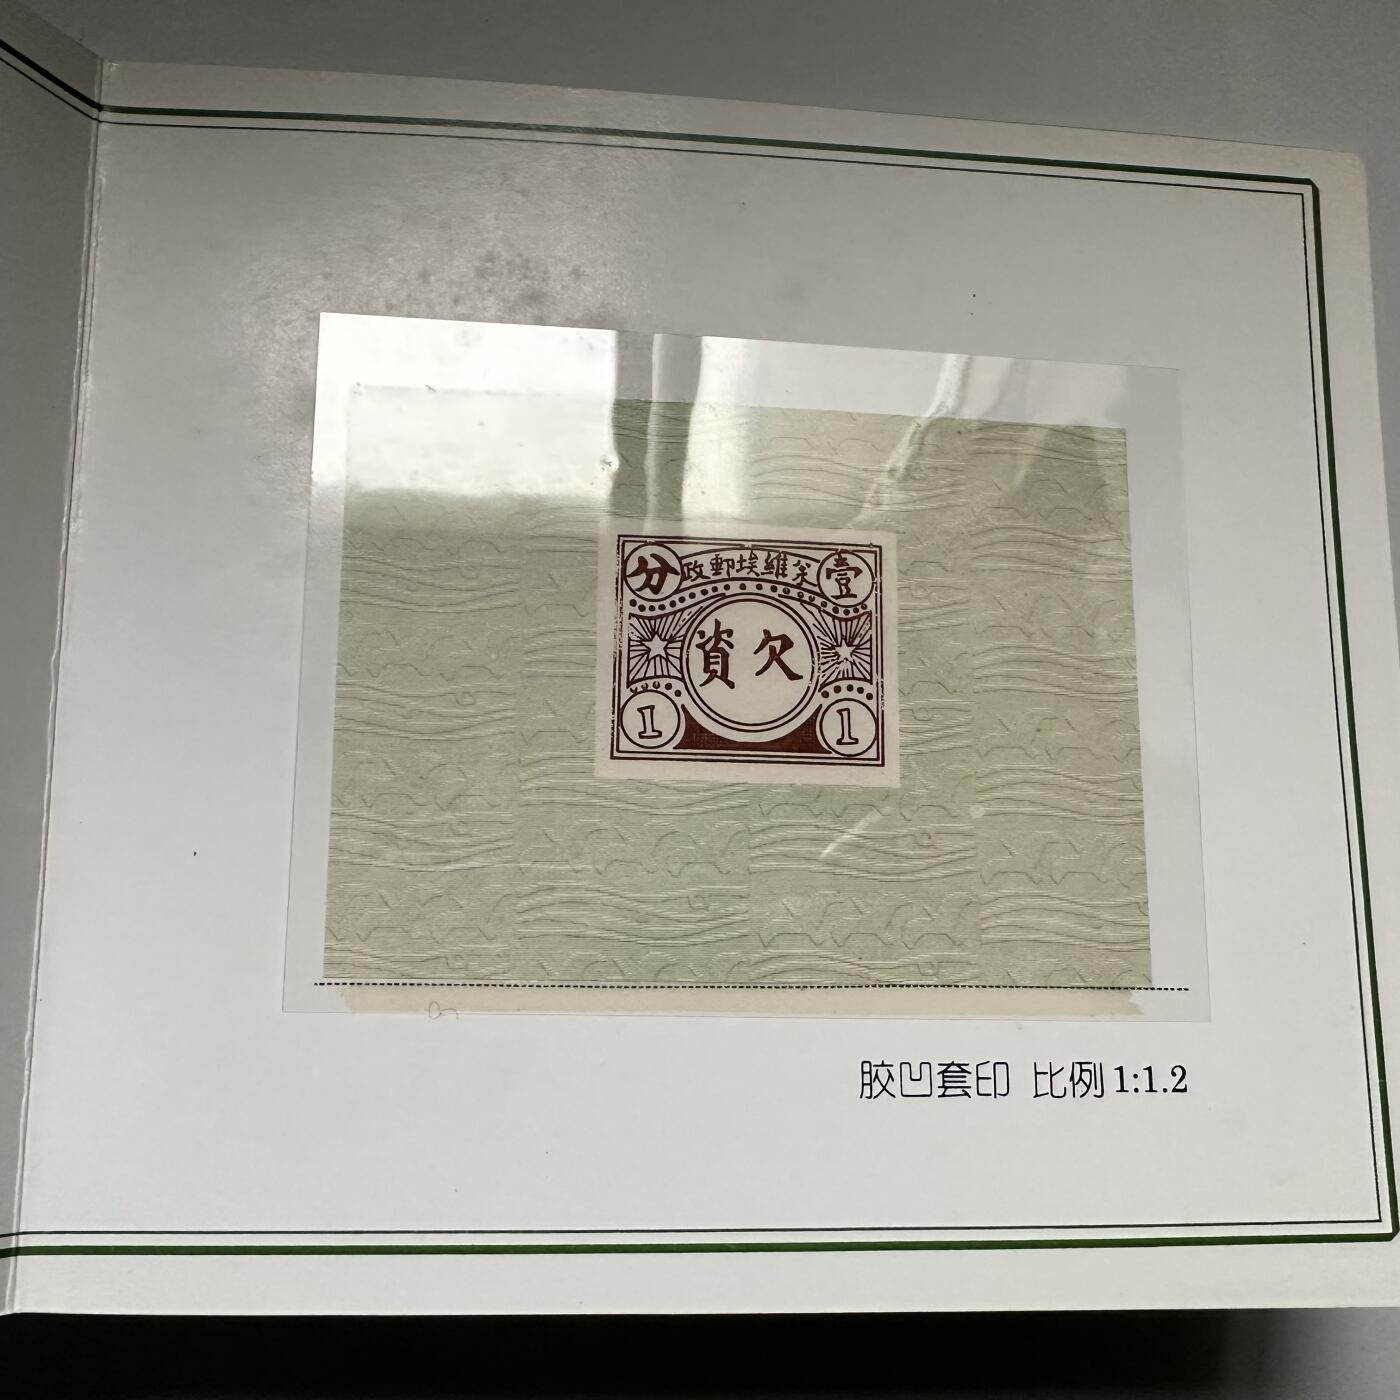 壹 苏維埃郵政 分
欠資
1 1
胶凹套印 比例 1:1.2